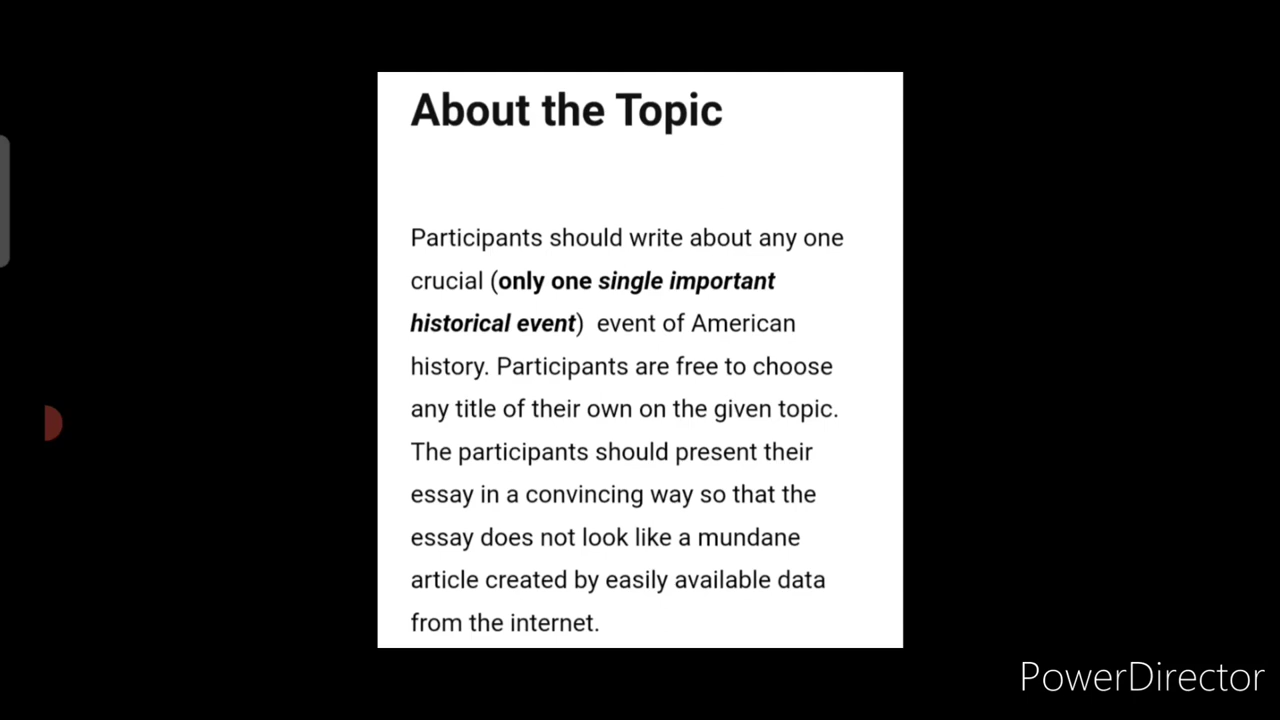 About the Topic
Participants should write about any one
crucial (only one single important
historical event)  event of American
history. Participants are free to choose
any title of their own on the given topic.
The participants should present their
essay in a convincing way so that the
essay does not look like a mundane
article created by easily available data
from the internet.
PowerDirector